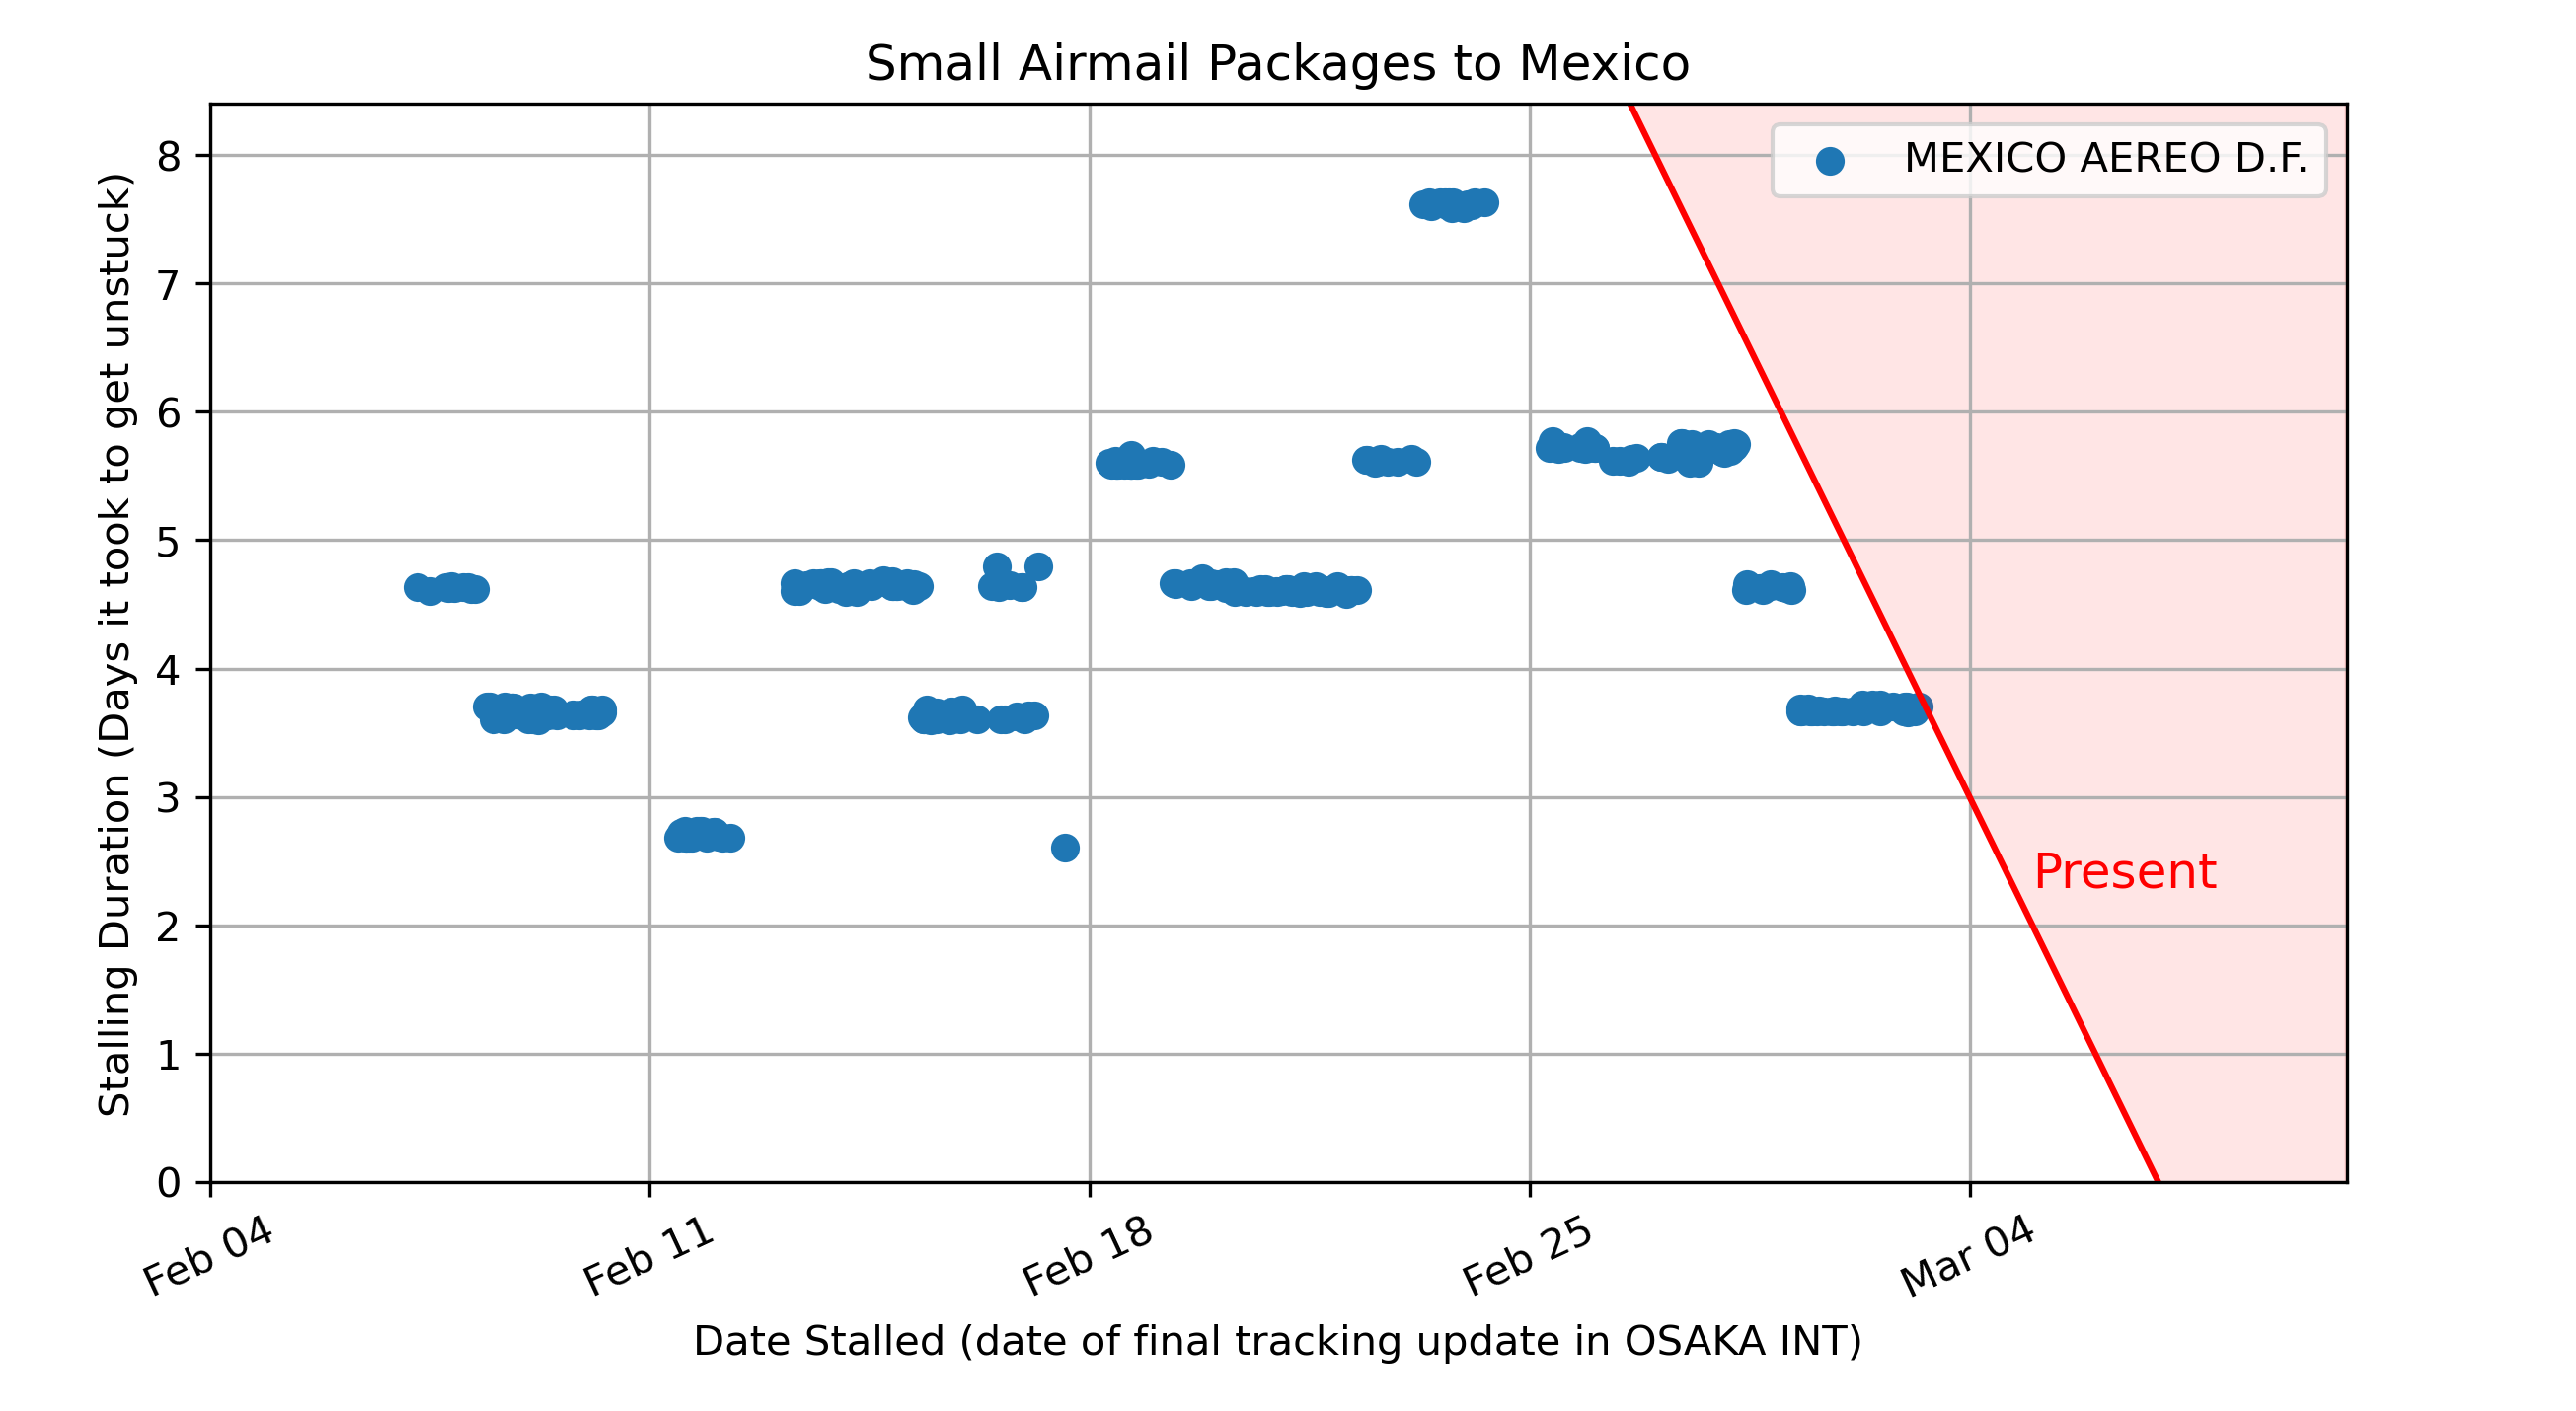 Small Airmail Packages to Mexico
MEXICO AEREO D.F.
Stalling Duration (Days it took to get unstuck)
8
7
6
5
4
3
2
1
0
Present
Feb 04
Feb 11
Feb 18
Feb 25
Mar 04
Date Stalled (date of final tracking update in OSAKA INT)